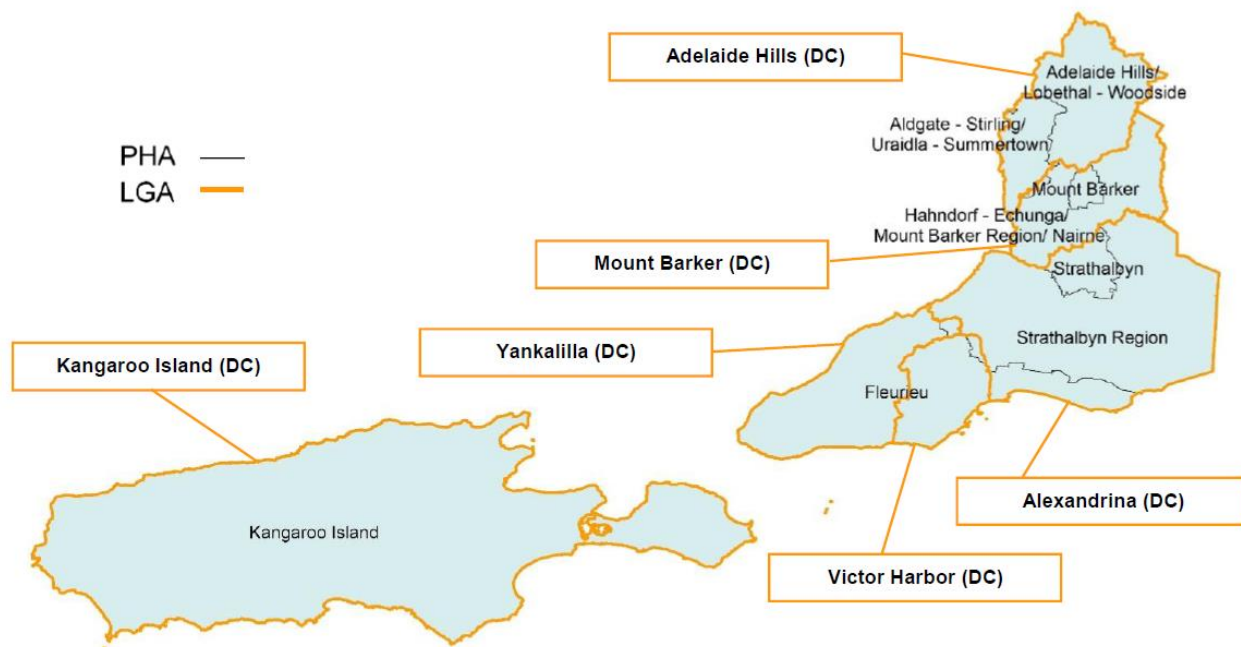 Adelaide Hills (DC)
Adelaide Hills/
Lobethal - Woodside
Aldgate - Stirling/
Uraidla - Summertown
PHA
LGA
Mount Barker
Hahndorf - Echunga/
Mount Barker Region/ Nairne
Mount Barker (DC)
Strathalbyn
Strathalbyn Region
Yankalilla (DC)
Kangaroo Island (DC)
Fleurieu
Alexandrina (DC)
Kangaroo Island
Victor Harbor (DC)